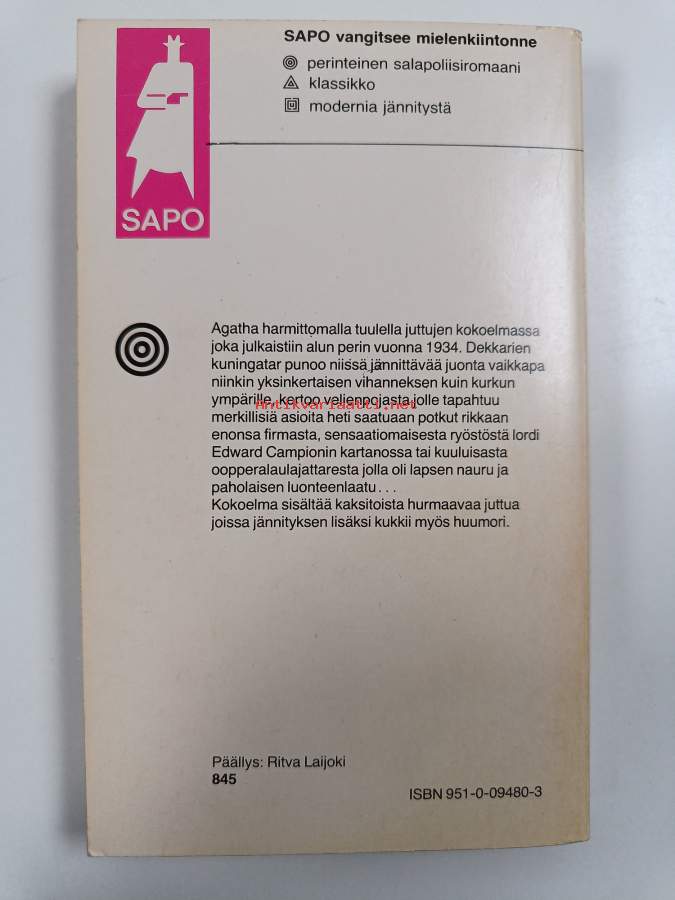 SAPO vangitsee mielenkiintonne
perinteinen salapoliisiromaani
klassikko
modernia jännitystä
SAPO
Agatha harmittomalla tuulella juttujen kokoelmassa
joka julkaistiin alun perin vuonna 1934. Dekkarien
kuningatar punoo niissä jännittävää juonta vaikkapa
niinkin yksinkertaisen vihanneksen kuin kurkun
ympärille, kertoo veljenpojasta jolle tapahtuu
Antikvariaatti.net
merkillisiä asioita heti saatuaan potkut rikkaan
enonsa firmasta, sensaatiomaisesta ryöstöstä lordi
Edward Campionin kartanossa tai kuuluisasta
oopperalaulajattaresta jolla oli lapsen nauru ja
paholaisen luonteenlaatu...
Kokoelma sisältää kaksitoista hurmaavaa juttua
joissa jännityksen lisäksi kukkii myös huumori.
Päällys: Ritva Laijoki
845
ISBN 951-0-09480-3